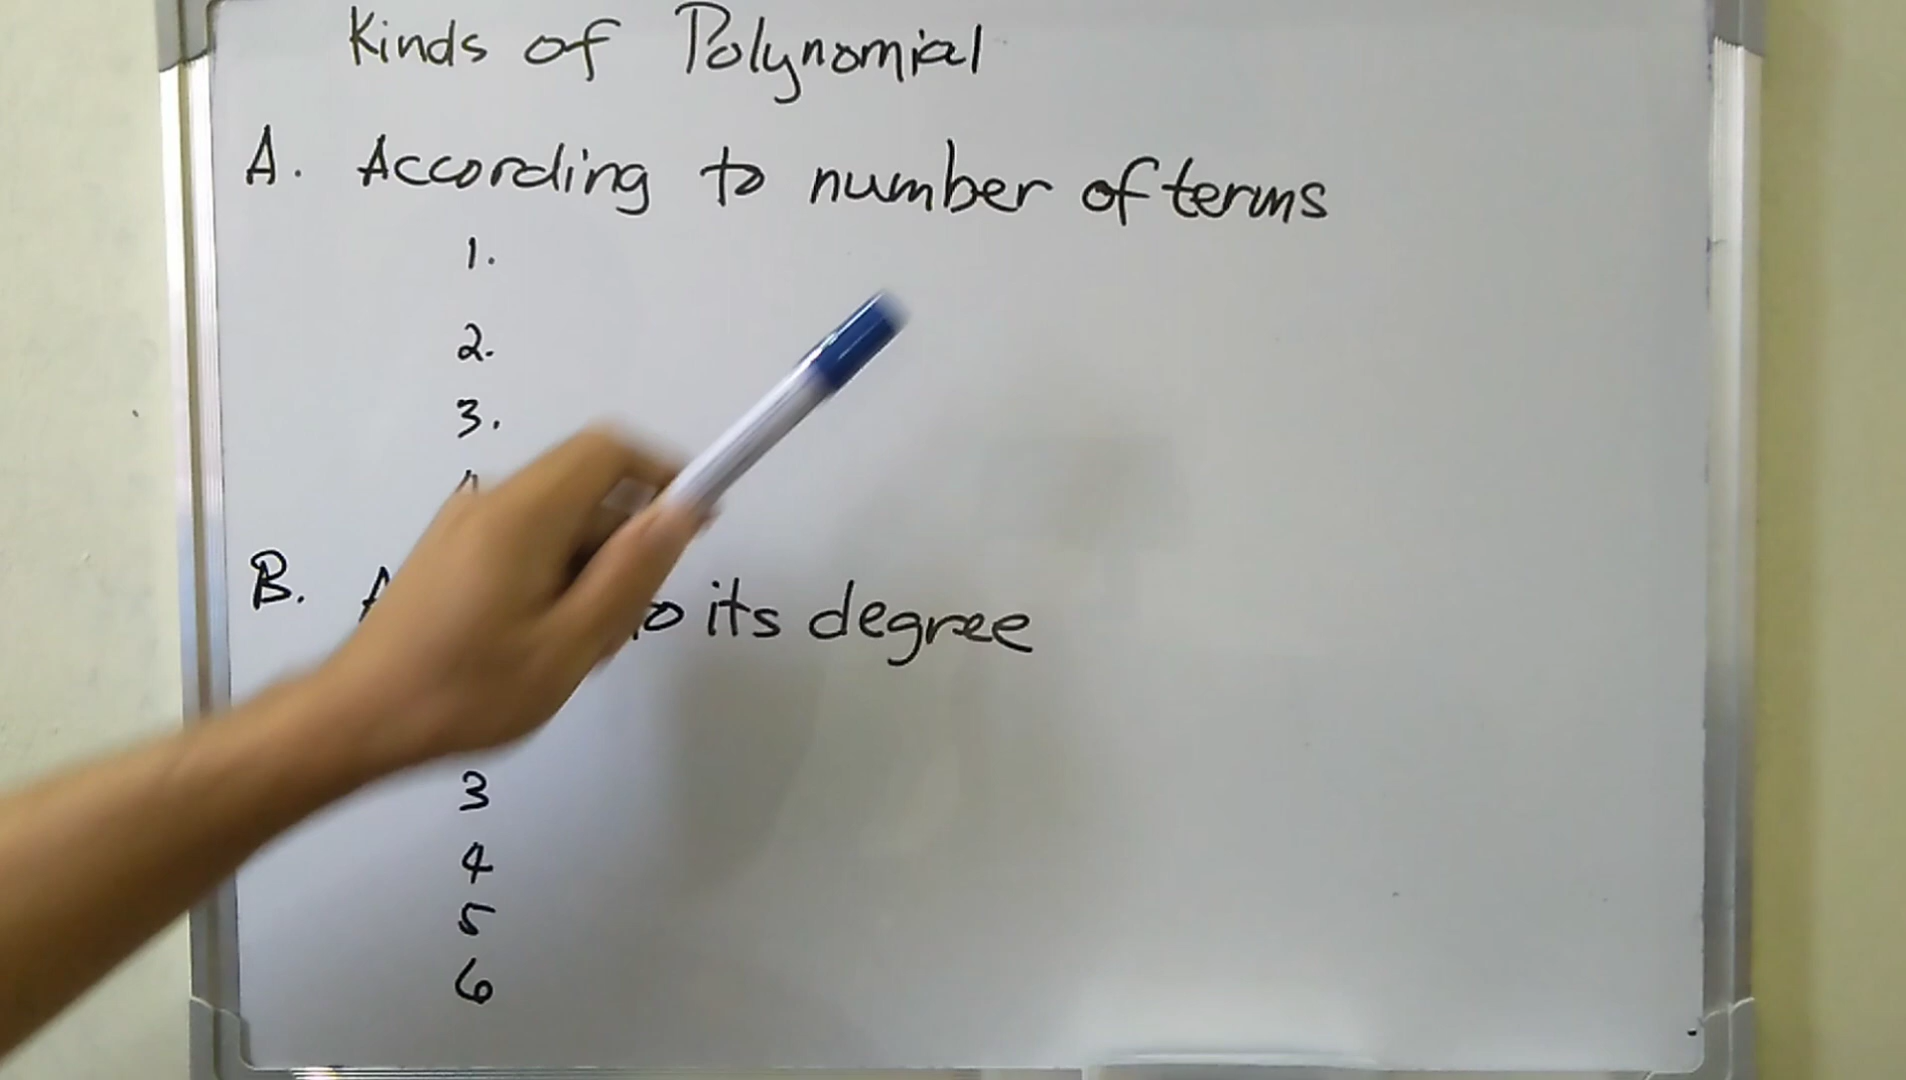 Kinds of Polynomial
A. According to number of terms
1.
2.
3.
B. its degree
3
4
5
6